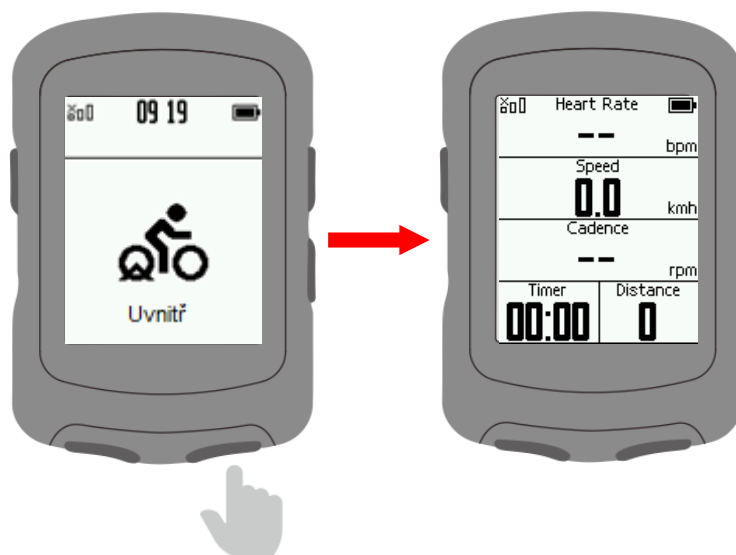 09 19
Uvnitř
Heart Rate
--
bpm
Speed
0.0
kmh
Cadence
--
rpm
Timer
Distance
00:00
0